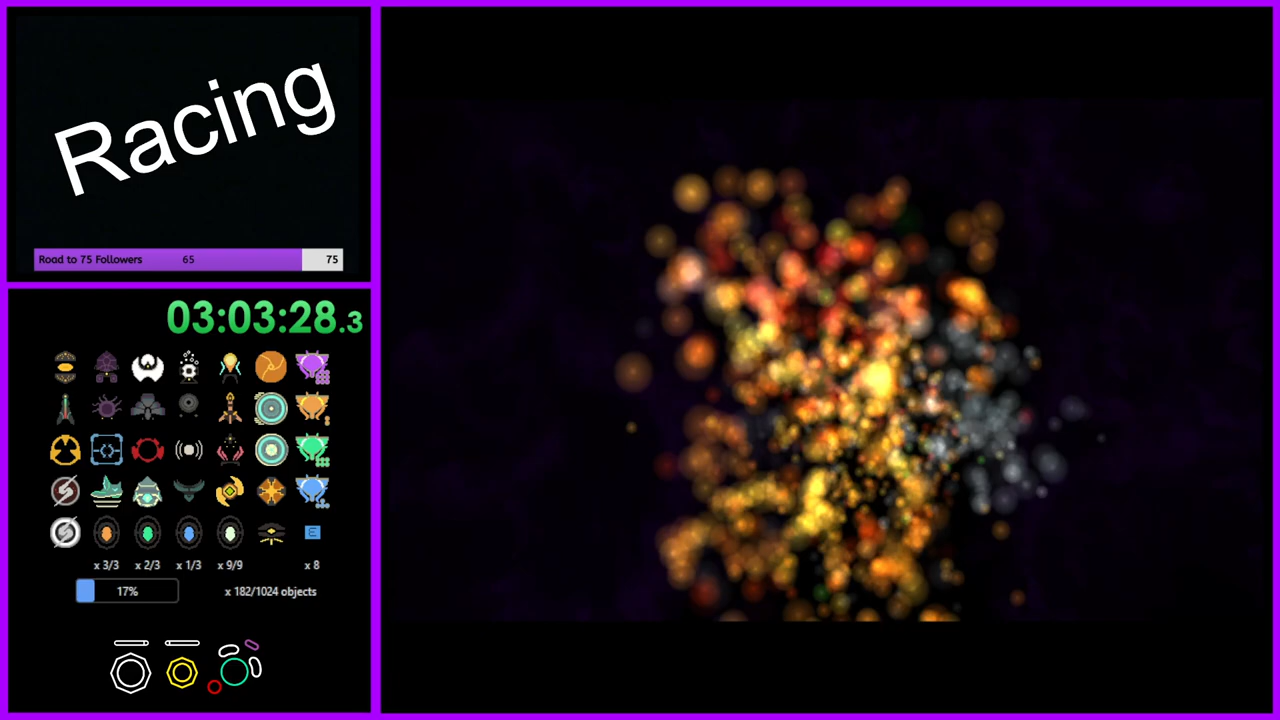 Racing
Road to 75 Followers 65 75
03:03:28.3
x 3/3 x 2/3 x 1/3 x 9/9 x 8
17% x 182/1024 objects